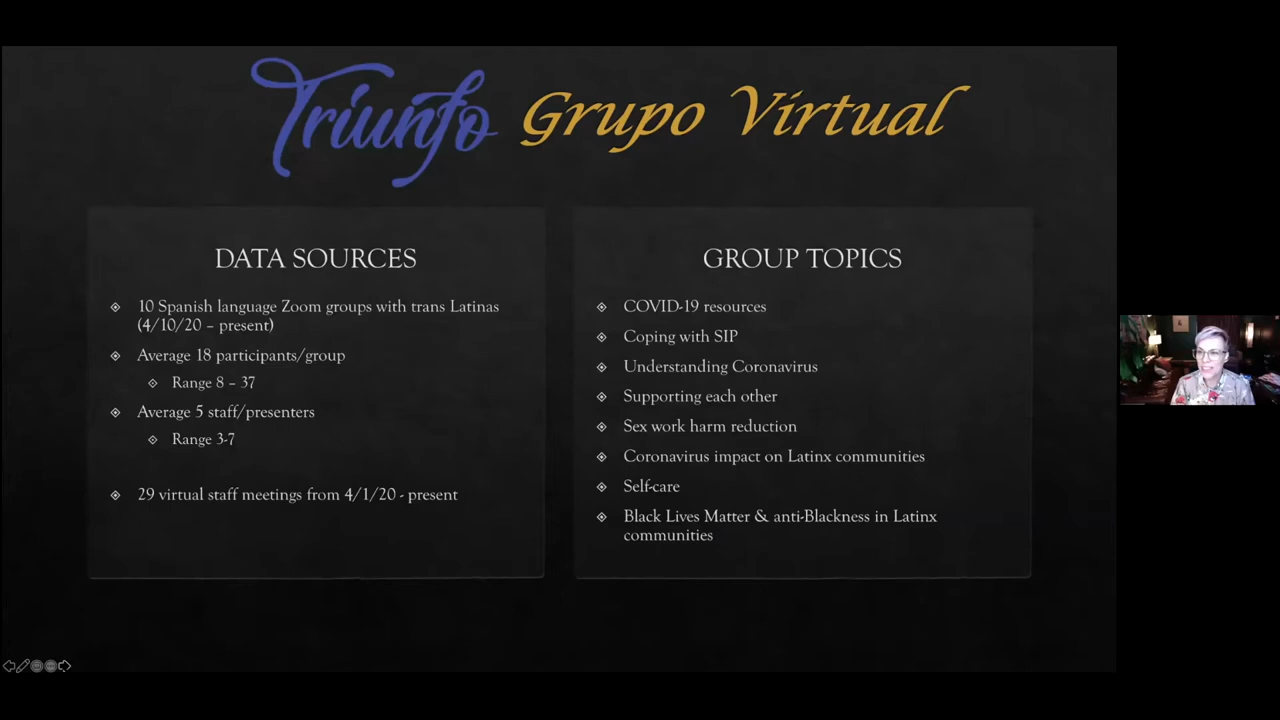 Triunfo Grupo Virtual
DATA SOURCES
10 Spanish language Zoom groups with trans Latinas
(4/10/20 – present)
Average 18 participants/group
Range 8 – 37
Average 5 staff/presenters
Range 3-7
29 virtual staff meetings from 4/1/20 - present
GROUP TOPICS
COVID-19 resources
Coping with SIP
Understanding Coronavirus
Supporting each other
Sex work harm reduction
Coronavirus impact on Latinx communities
Self-care
Black Lives Matter & anti-Blackness in Latinx
communities